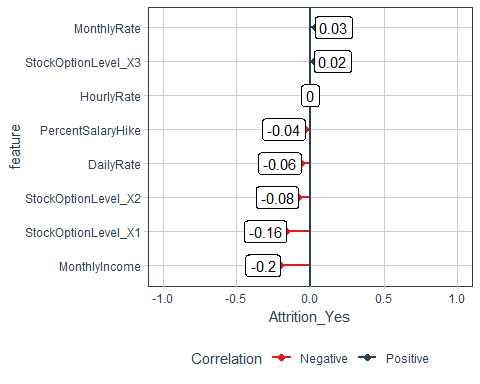 MonthlyRate 0.03
StockOptionLevel_X3 0.02
HourlyRate 0
PercentSalaryHike -0.04
DailyRate -0.06
StockOptionLevel_X2 -0.08
StockOptionLevel_X1 -0.16
MonthlyIncome -0.2
feature
-1.0 -0.5 0.0 0.5 1.0
Attrition_Yes
Correlation Negative Positive